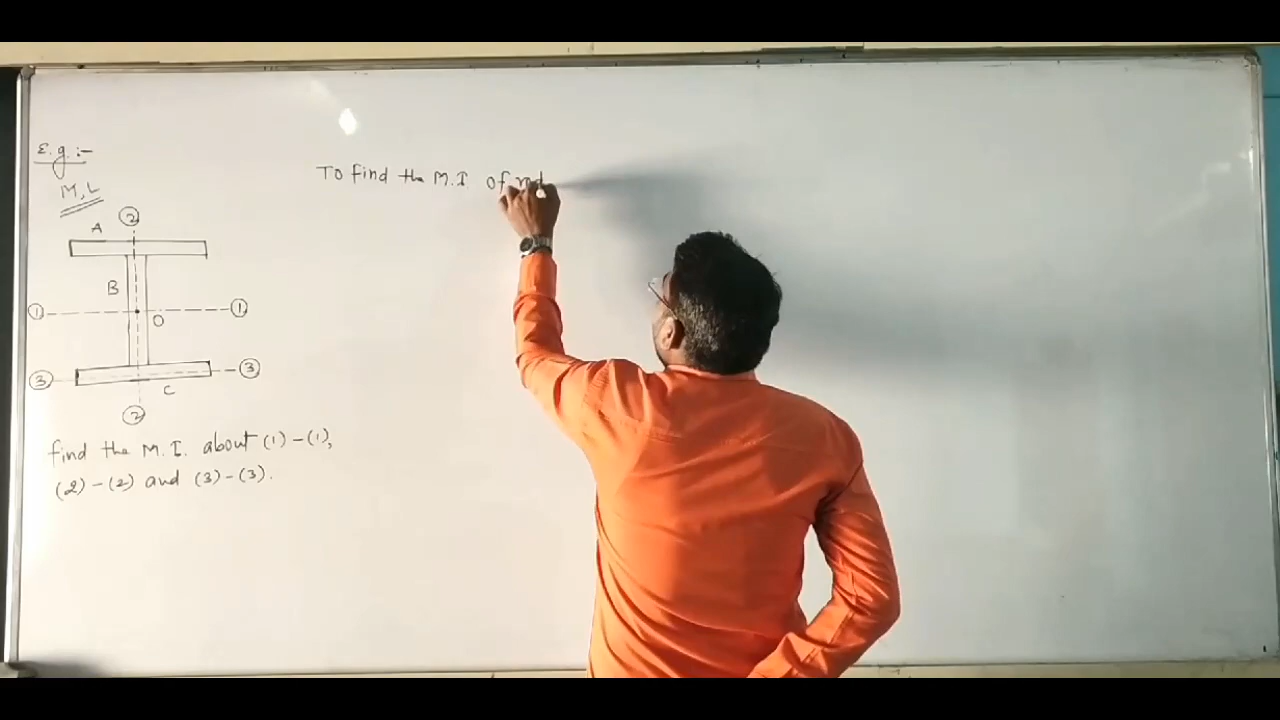 E.g.:-
M, L
To find the M.I of rod
②
A
B
① ①
O
③ ③
C
②
find the M.I. about (1)-(1),
(2)-(2) and (3)-(3).